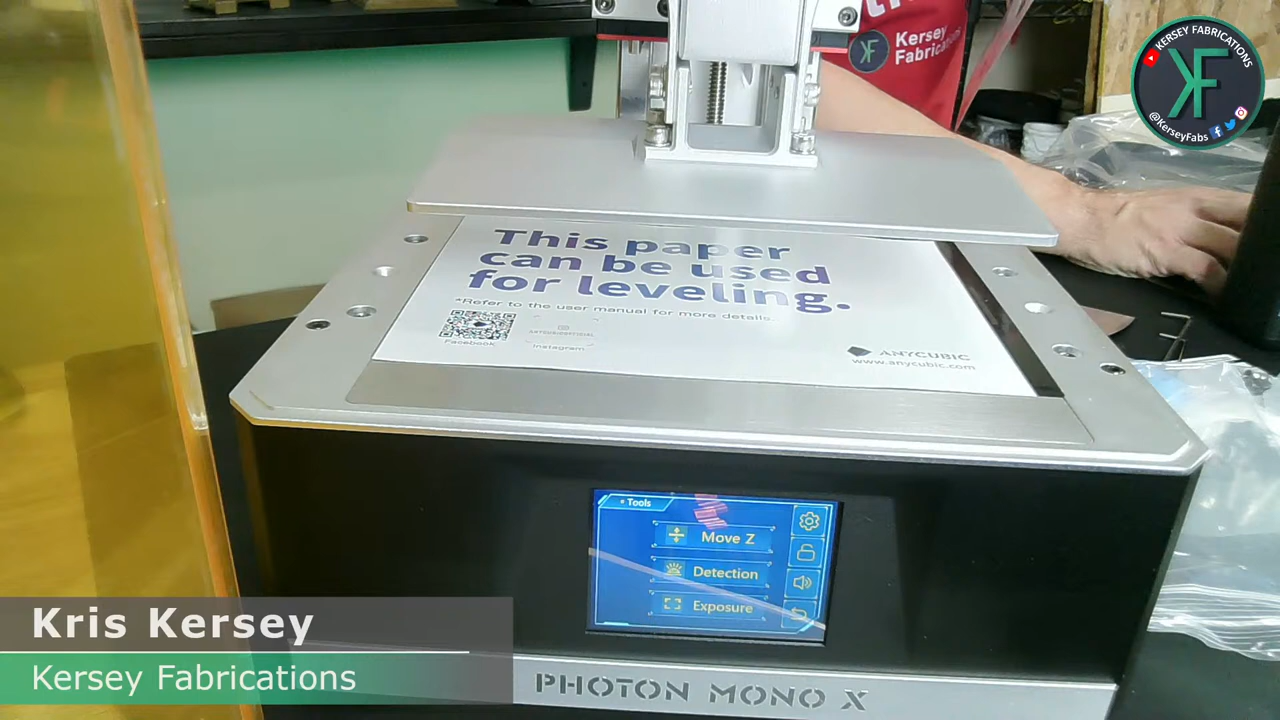 Kersey
Fabrications
KERSEY FABRICATIONS
KF
@KerseyFabs
This paper
can be used
for leveling.
*Refer to the user manual for more details.
Facebook
Instagram
ANYCUBIC
www.anycubic.com
Tools
Move Z
Detection
Exposure
Kris Kersey
Kersey Fabrications
PHOTON MONO X